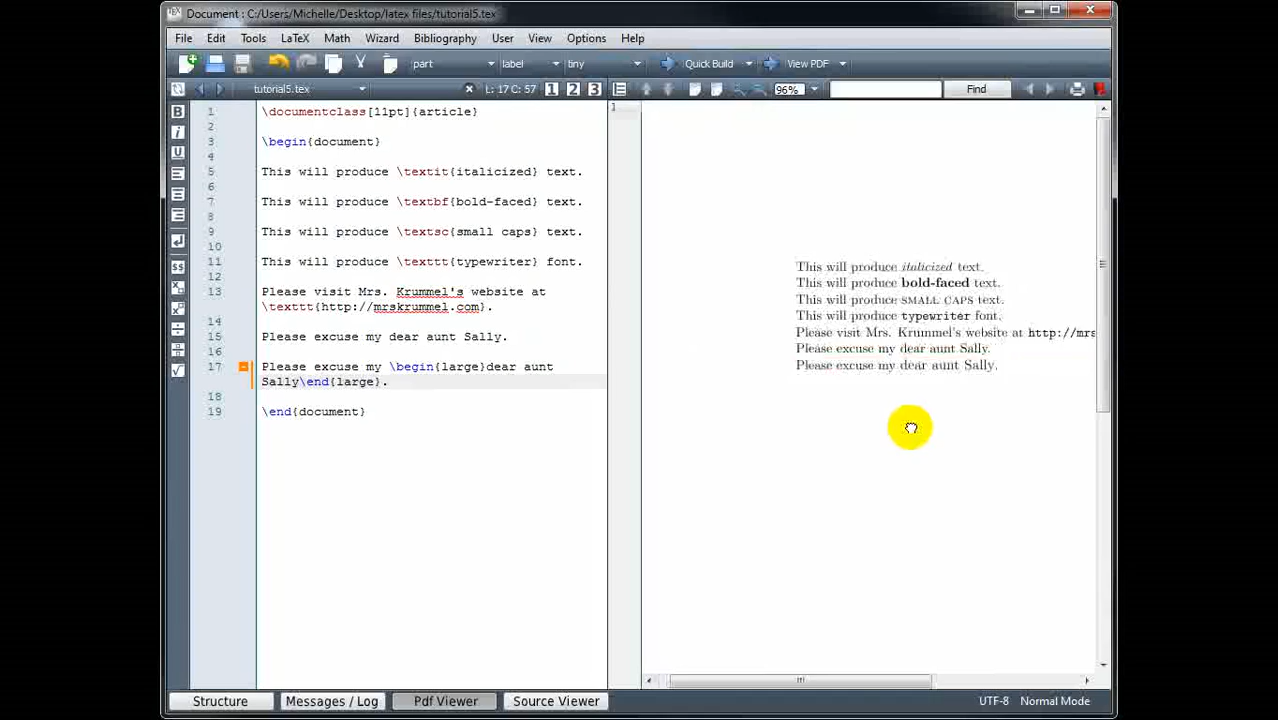 Document : C:/Users/Michelle/Desktop/latex files/tutorial5.tex
File Edit Tools LaTeX Math Wizard Bibliography User View Options Help
part label tiny Quick Build View PDF
tutorial5.tex L: 17 C: 57 1 2 3 96% Find
1 \documentclass[11pt]{article}
2
3 \begin{document}
4
5 This will produce \textit{italicized} text.
6
7 This will produce \textbf{bold-faced} text.
8
9 This will produce \textsc{small caps} text.
10
11 This will produce \texttt{typewriter} font.
12
13 Please visit Mrs. Krummel's website at
\texttt{http://mrskrummel.com}.
14
15 Please excuse my dear aunt Sally.
16
17 Please excuse my \begin{large}dear aunt
Sally\end{large}.
18
19 \end{document}
1
This will produce italicized text.
This will produce bold-faced text.
This will produce SMALL CAPS text.
This will produce typewriter font.
Please visit Mrs. Krummel's website at http://mrs
Please excuse my dear aunt Sally.
Please excuse my dear aunt Sally.
Structure Messages / Log Pdf Viewer Source Viewer UTF-8 Normal Mode